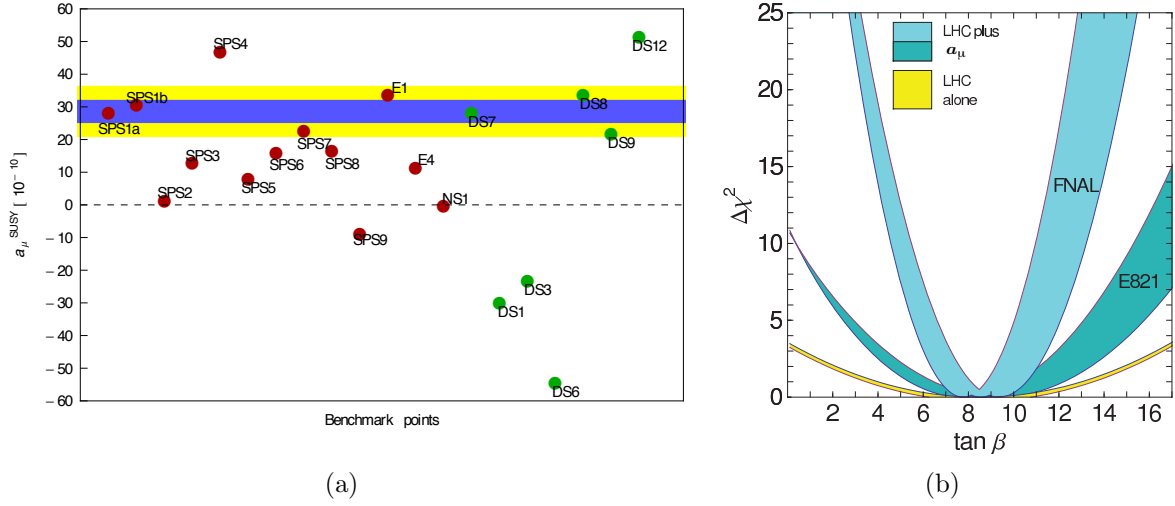 60
50
40
30
20
10
0
− 10
− 20
− 30
− 40
− 50
− 60
a_μ^SUSY [ 10^−10 ]
Benchmark points
SPS1a
SPS1b
SPS2
SPS3
SPS4
SPS5
SPS6
SPS7
SPS8
SPS9
E1
E4
NS1
DS7
DS1
DS3
DS6
DS8
DS9
DS12
(a)
25
20
15
10
5
0
Δχ²
2 4 6 8 10 12 14 16
tan β
LHC plus
a_μ
LHC
alone
FNAL
E821
(b)